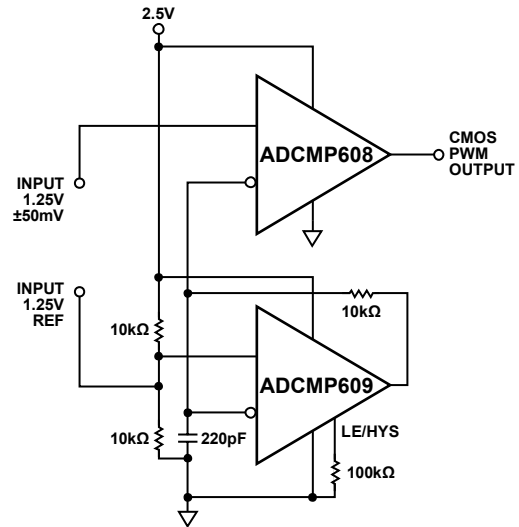 2.5V
ADCMP608
CMOS
PWM
OUTPUT
INPUT
1.25V
±50mV
INPUT
1.25V
REF
10kΩ
10kΩ
ADCMP609
LE/HYS
10kΩ
220pF
100kΩ